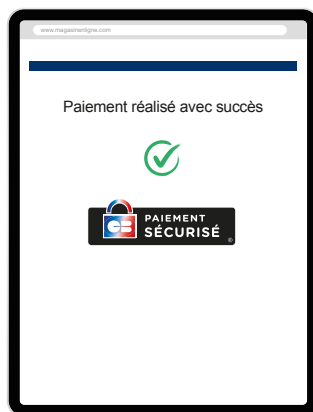 www.magasinenligne.com
Paiement réalisé avec succès
CB
PAIEMENT
SÉCURISÉ
®